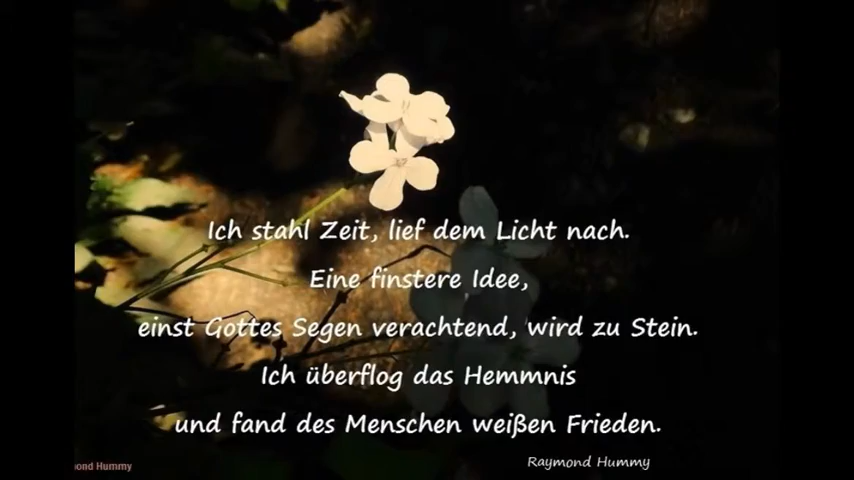 Ich stahl Zeit, lief dem Licht nach.
Eine finstere Idee,
einst Gottes Segen verachtend, wird zu Stein.
Ich überflog das Hemmnis
und fand des Menschen weißen Frieden.
Raymond Hummy
ond Hummy